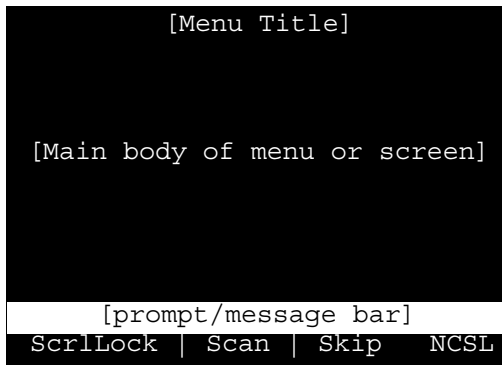 [Menu Title]
[Main body of menu or screen]
[prompt/message bar]
ScrlLock | Scan | Skip NCSL